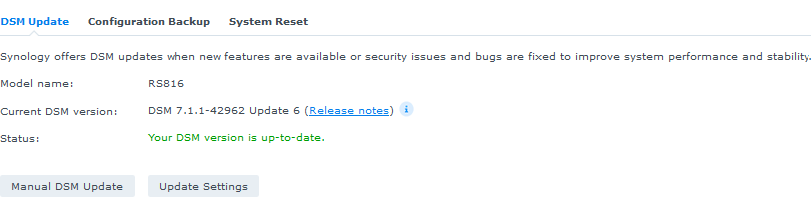 DSM Update Configuration Backup System Reset
Synology offers DSM updates when new features are available or security issues and bugs are fixed to improve system performance and stability.
Model name: RS816
Current DSM version: DSM 7.1.1-42962 Update 6 (Release notes) i
Status: Your DSM version is up-to-date.
Manual DSM Update Update Settings